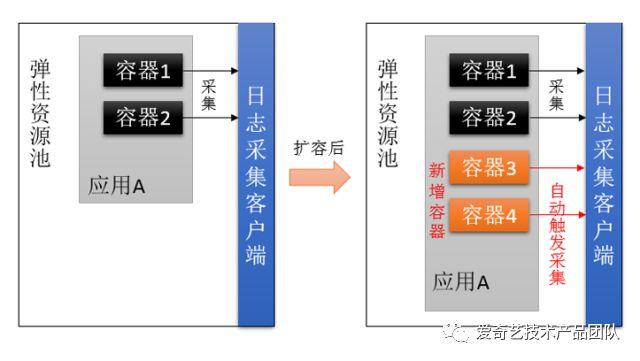 弹性资源池
容器1
容器2
采集
应用A
日志采集客户端
扩容后
弹性资源池
容器1
容器2
采集
新增容器
容器3
容器4
自动触发采集
应用A
日志采集客户端
爱奇艺技术产品团队